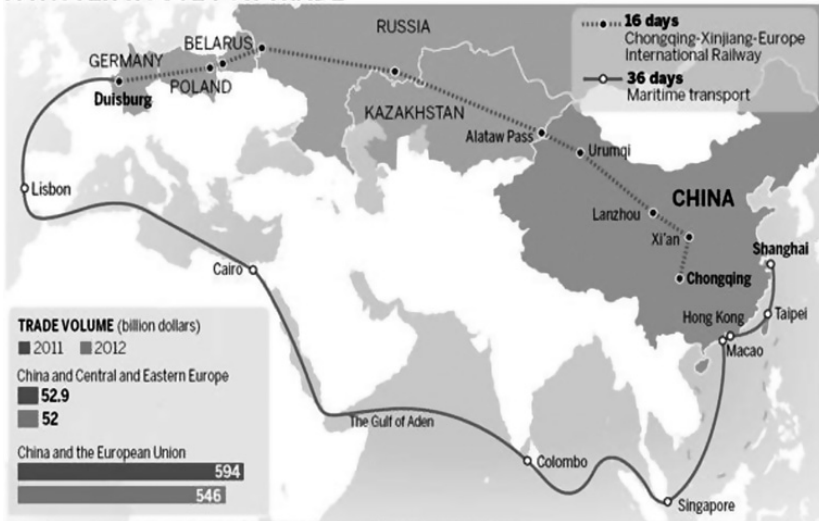 RUSSIA
16 days
Chongqing-Xinjiang-Europe
International Railway
36 days
Maritime transport
BELARUS
GERMANY
POLAND
Duisburg
KAZAKHSTAN
Alataw Pass
Urumqi
Lisbon
CHINA
Lanzhou
Xi'an
Shanghai
Cairo
Chongqing
Hong Kong
Taipei
Macao
TRADE VOLUME (billion dollars)
2011 2012
China and Central and Eastern Europe
52.9
52
The Gulf of Aden
China and the European Union
594
546
Colombo
Singapore